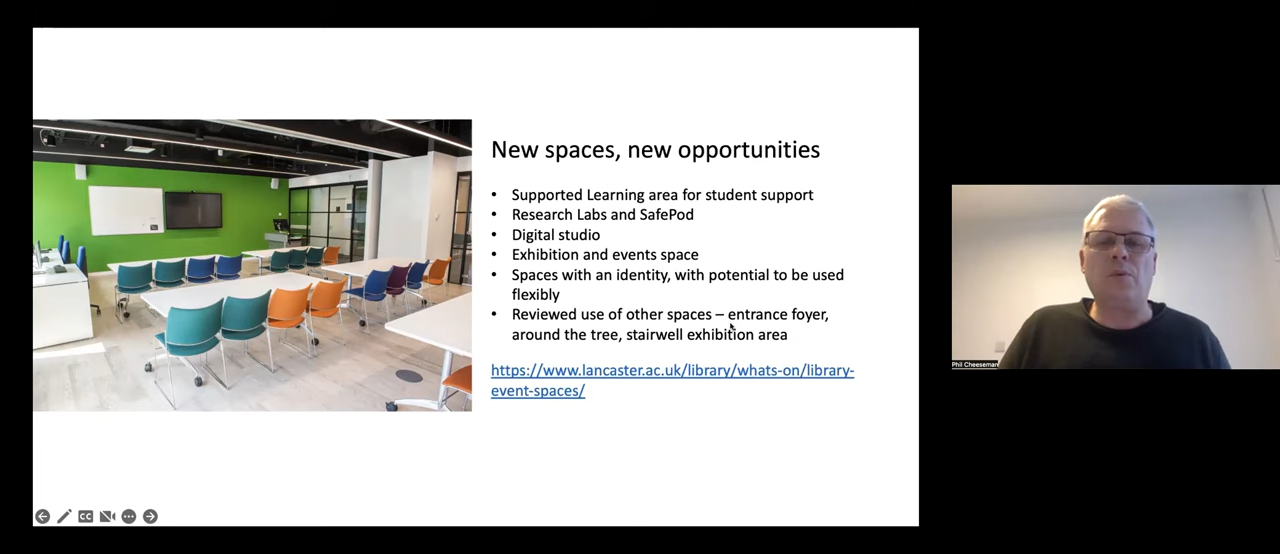 New spaces, new opportunities
• Supported Learning area for student support
• Research Labs and SafePod
• Digital studio
• Exhibition and events space
• Spaces with an identity, with potential to be used
flexibly
• Reviewed use of other spaces – entrance foyer,
around the tree, stairwell exhibition area
https://www.lancaster.ac.uk/library/whats-on/library-
event-spaces/
Phil Cheeseman
CC